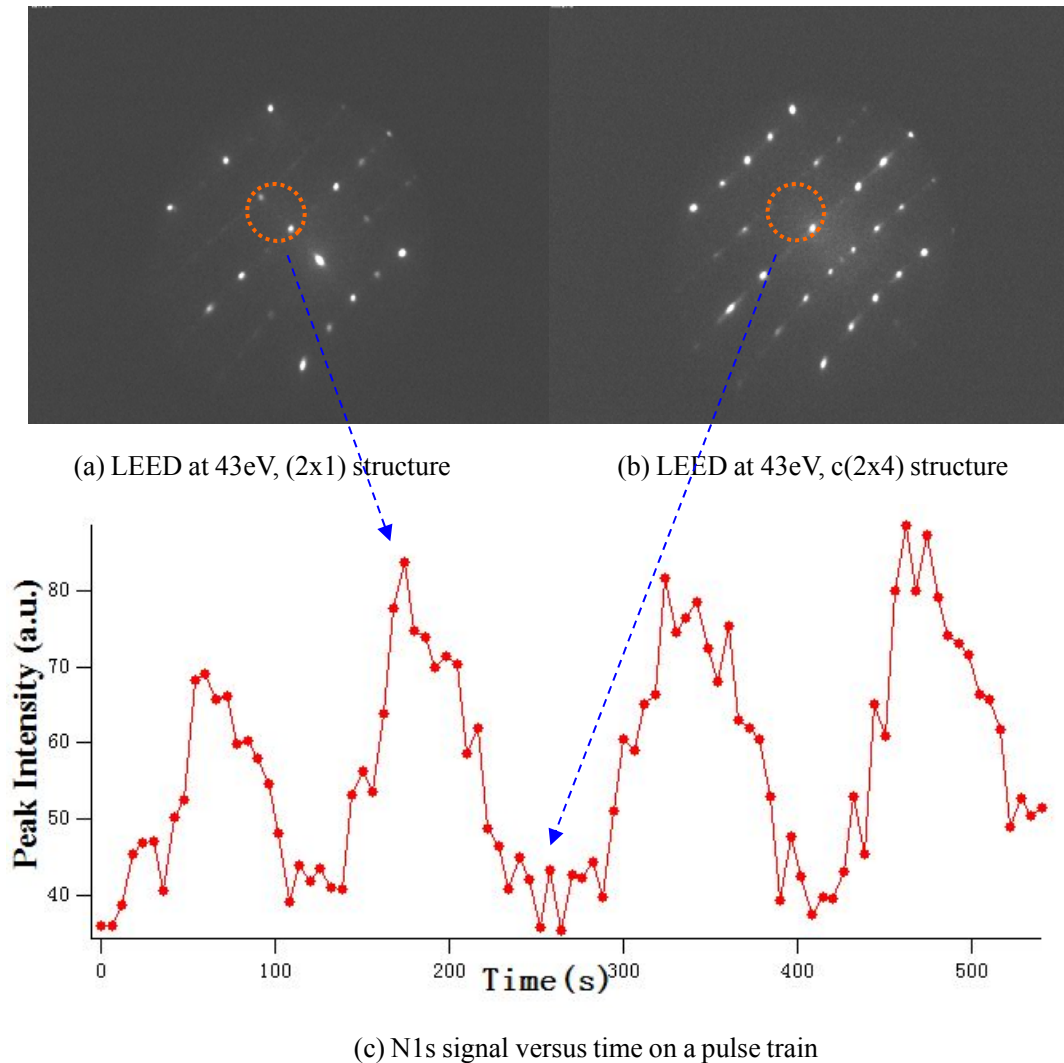 (a) LEED at 43eV, (2x1) structure
(b) LEED at 43eV, c(2x4) structure
Peak Intensity (a.u.)
80
70
60
50
40
0 100 200 300 400 500
Time(s)
(c) N1s signal versus time on a pulse train